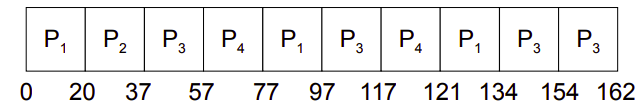 P₁ P₂ P₃ P₄ P₁ P₃ P₄ P₁ P₃ P₃
0 20 37 57 77 97 117 121 134 154 162